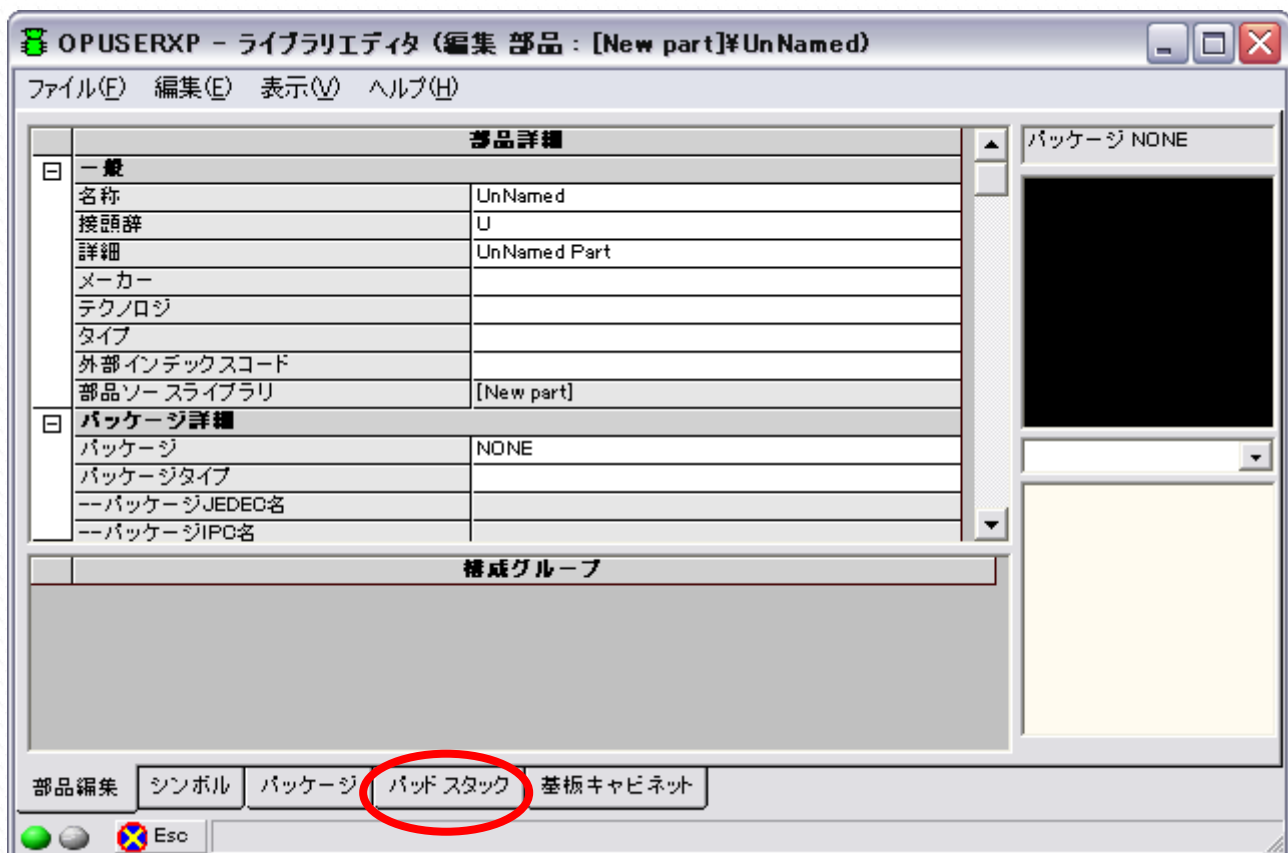 OPUSERXP - ライブラリエディタ (編集 部品 : [New part]¥UnNamed)
ファイル(F) 編集(E) 表示(V) ヘルプ(H)
部品詳細
パッケージ NONE
一般
名称 UnNamed
接頭辞 U
詳細 UnNamed Part
メーカー
テクノロジ
タイプ
外部インデックスコード
部品ソースライブラリ [New part]
パッケージ詳細
パッケージ NONE
パッケージタイプ
--パッケージJEDEC名
--パッケージIPC名
構成グループ
部品編集 シンボル パッケージ パッドスタック 基板キャビネット
Esc